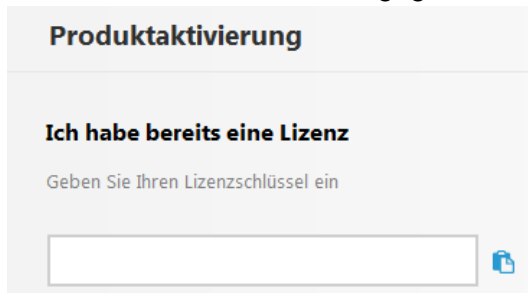 Produktaktivierung
Ich habe bereits eine Lizenz
Geben Sie Ihren Lizenzschlüssel ein